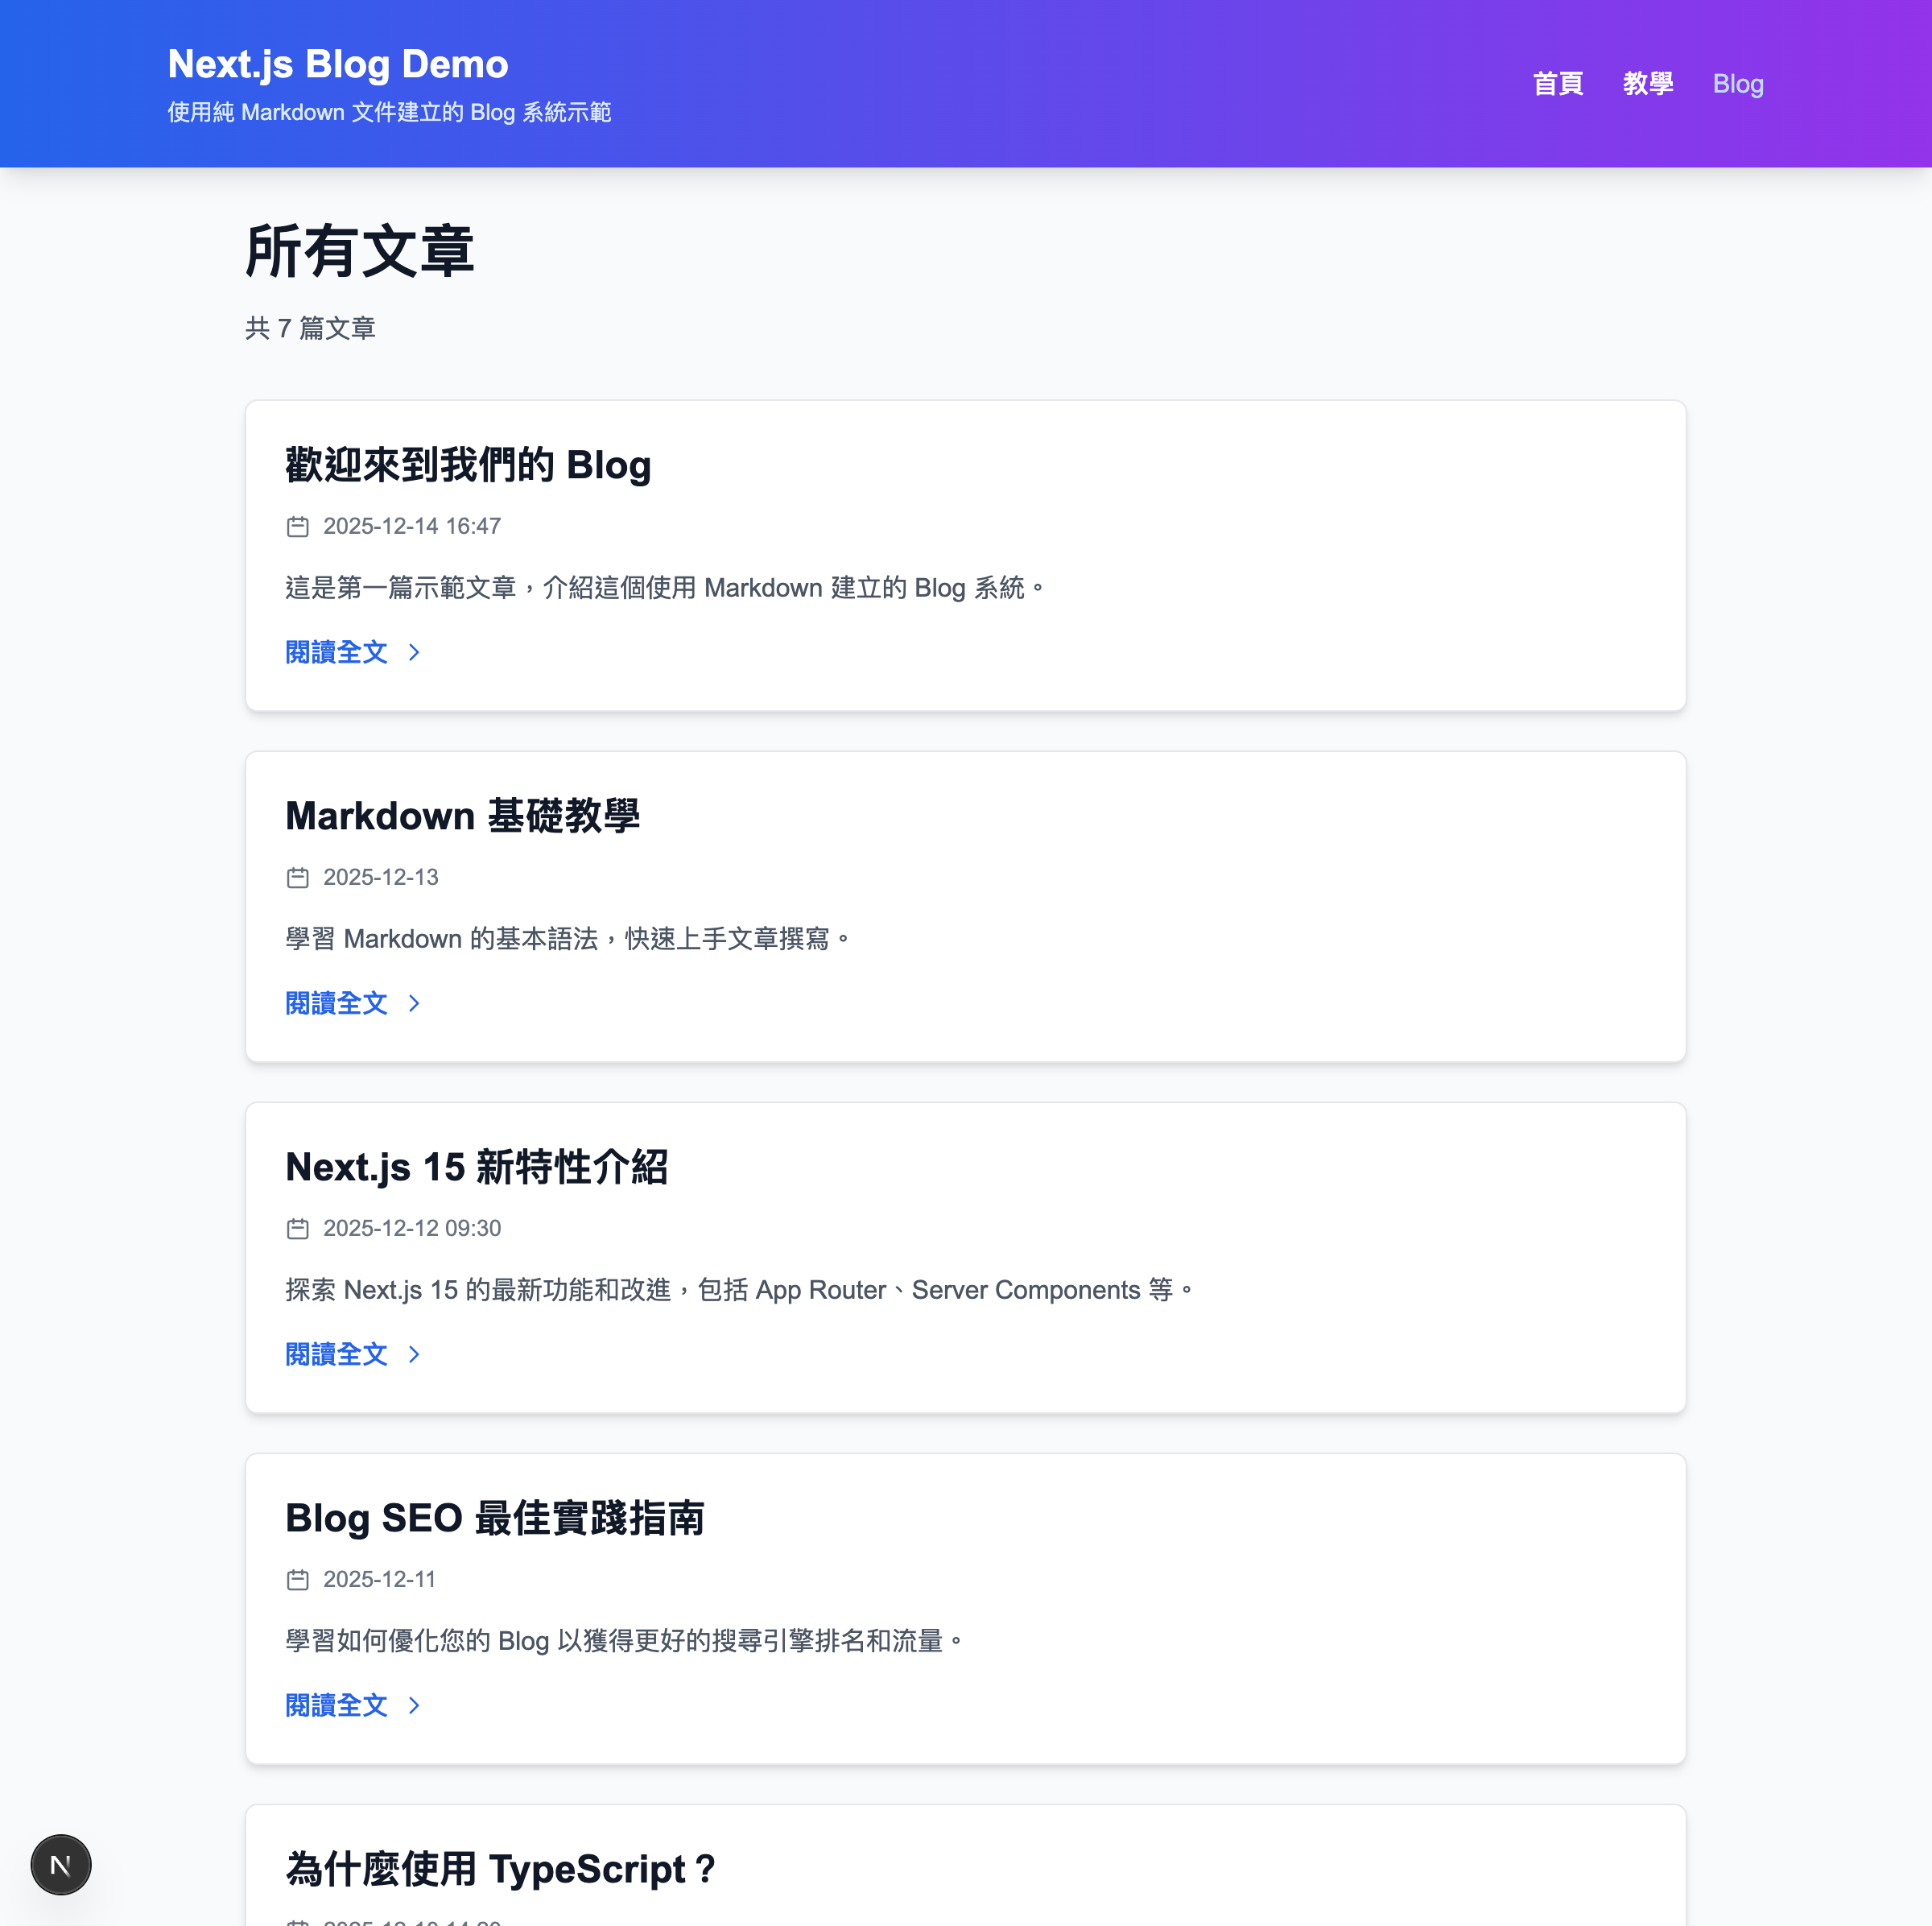 Next.js Blog Demo
使用純 Markdown 文件建立的 Blog 系統示範
首頁 教學 Blog
所有文章
共 7 篇文章
歡迎來到我們的 Blog
2025-12-14 16:47
這是第一篇示範文章，介紹這個使用 Markdown 建立的 Blog 系統。
閱讀全文
Markdown 基礎教學
2025-12-13
學習 Markdown 的基本語法，快速上手文章撰寫。
閱讀全文
Next.js 15 新特性介紹
2025-12-12 09:30
探索 Next.js 15 的最新功能和改進，包括 App Router、Server Components 等。
閱讀全文
Blog SEO 最佳實踐指南
2025-12-11
學習如何優化您的 Blog 以獲得更好的搜尋引擎排名和流量。
閱讀全文
為什麼使用 TypeScript？
N